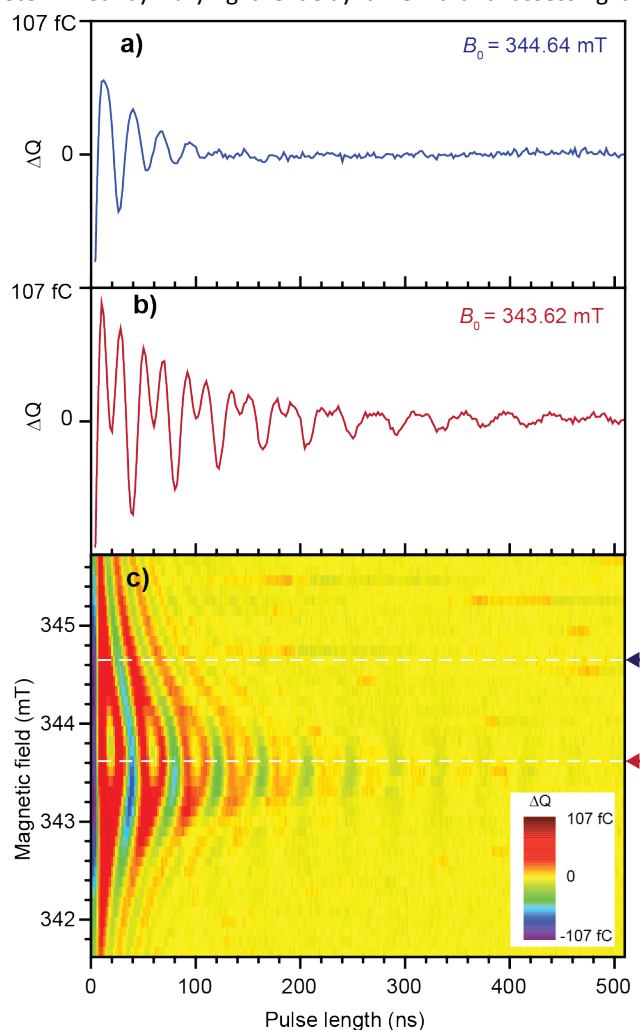 107 fC
a)
B0 = 344.64 mT
ΔQ
0
107 fC
b)
B0 = 343.62 mT
ΔQ
0
c)
345
344
343
342
Magnetic field (mT)
ΔQ
107 fC
0
-107 fC
0 100 200 300 400 500
Pulse length (ns)